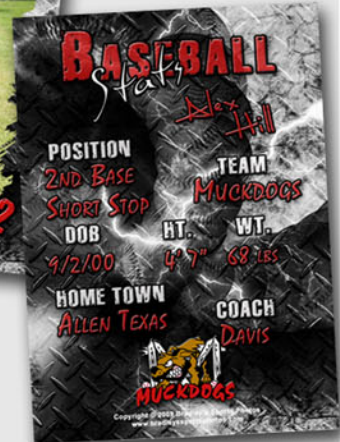 BASEBALL
Stats
Alex
Hill
POSITION
2ND BASE
SHORT STOP
TEAM
MUCKDOGS
DOB
9/2/00
HT.
4' 7"
WT.
68 LBS
HOME TOWN
ALLEN TEXAS
COACH
DAVIS
MUCKDOGS
Copyright ©